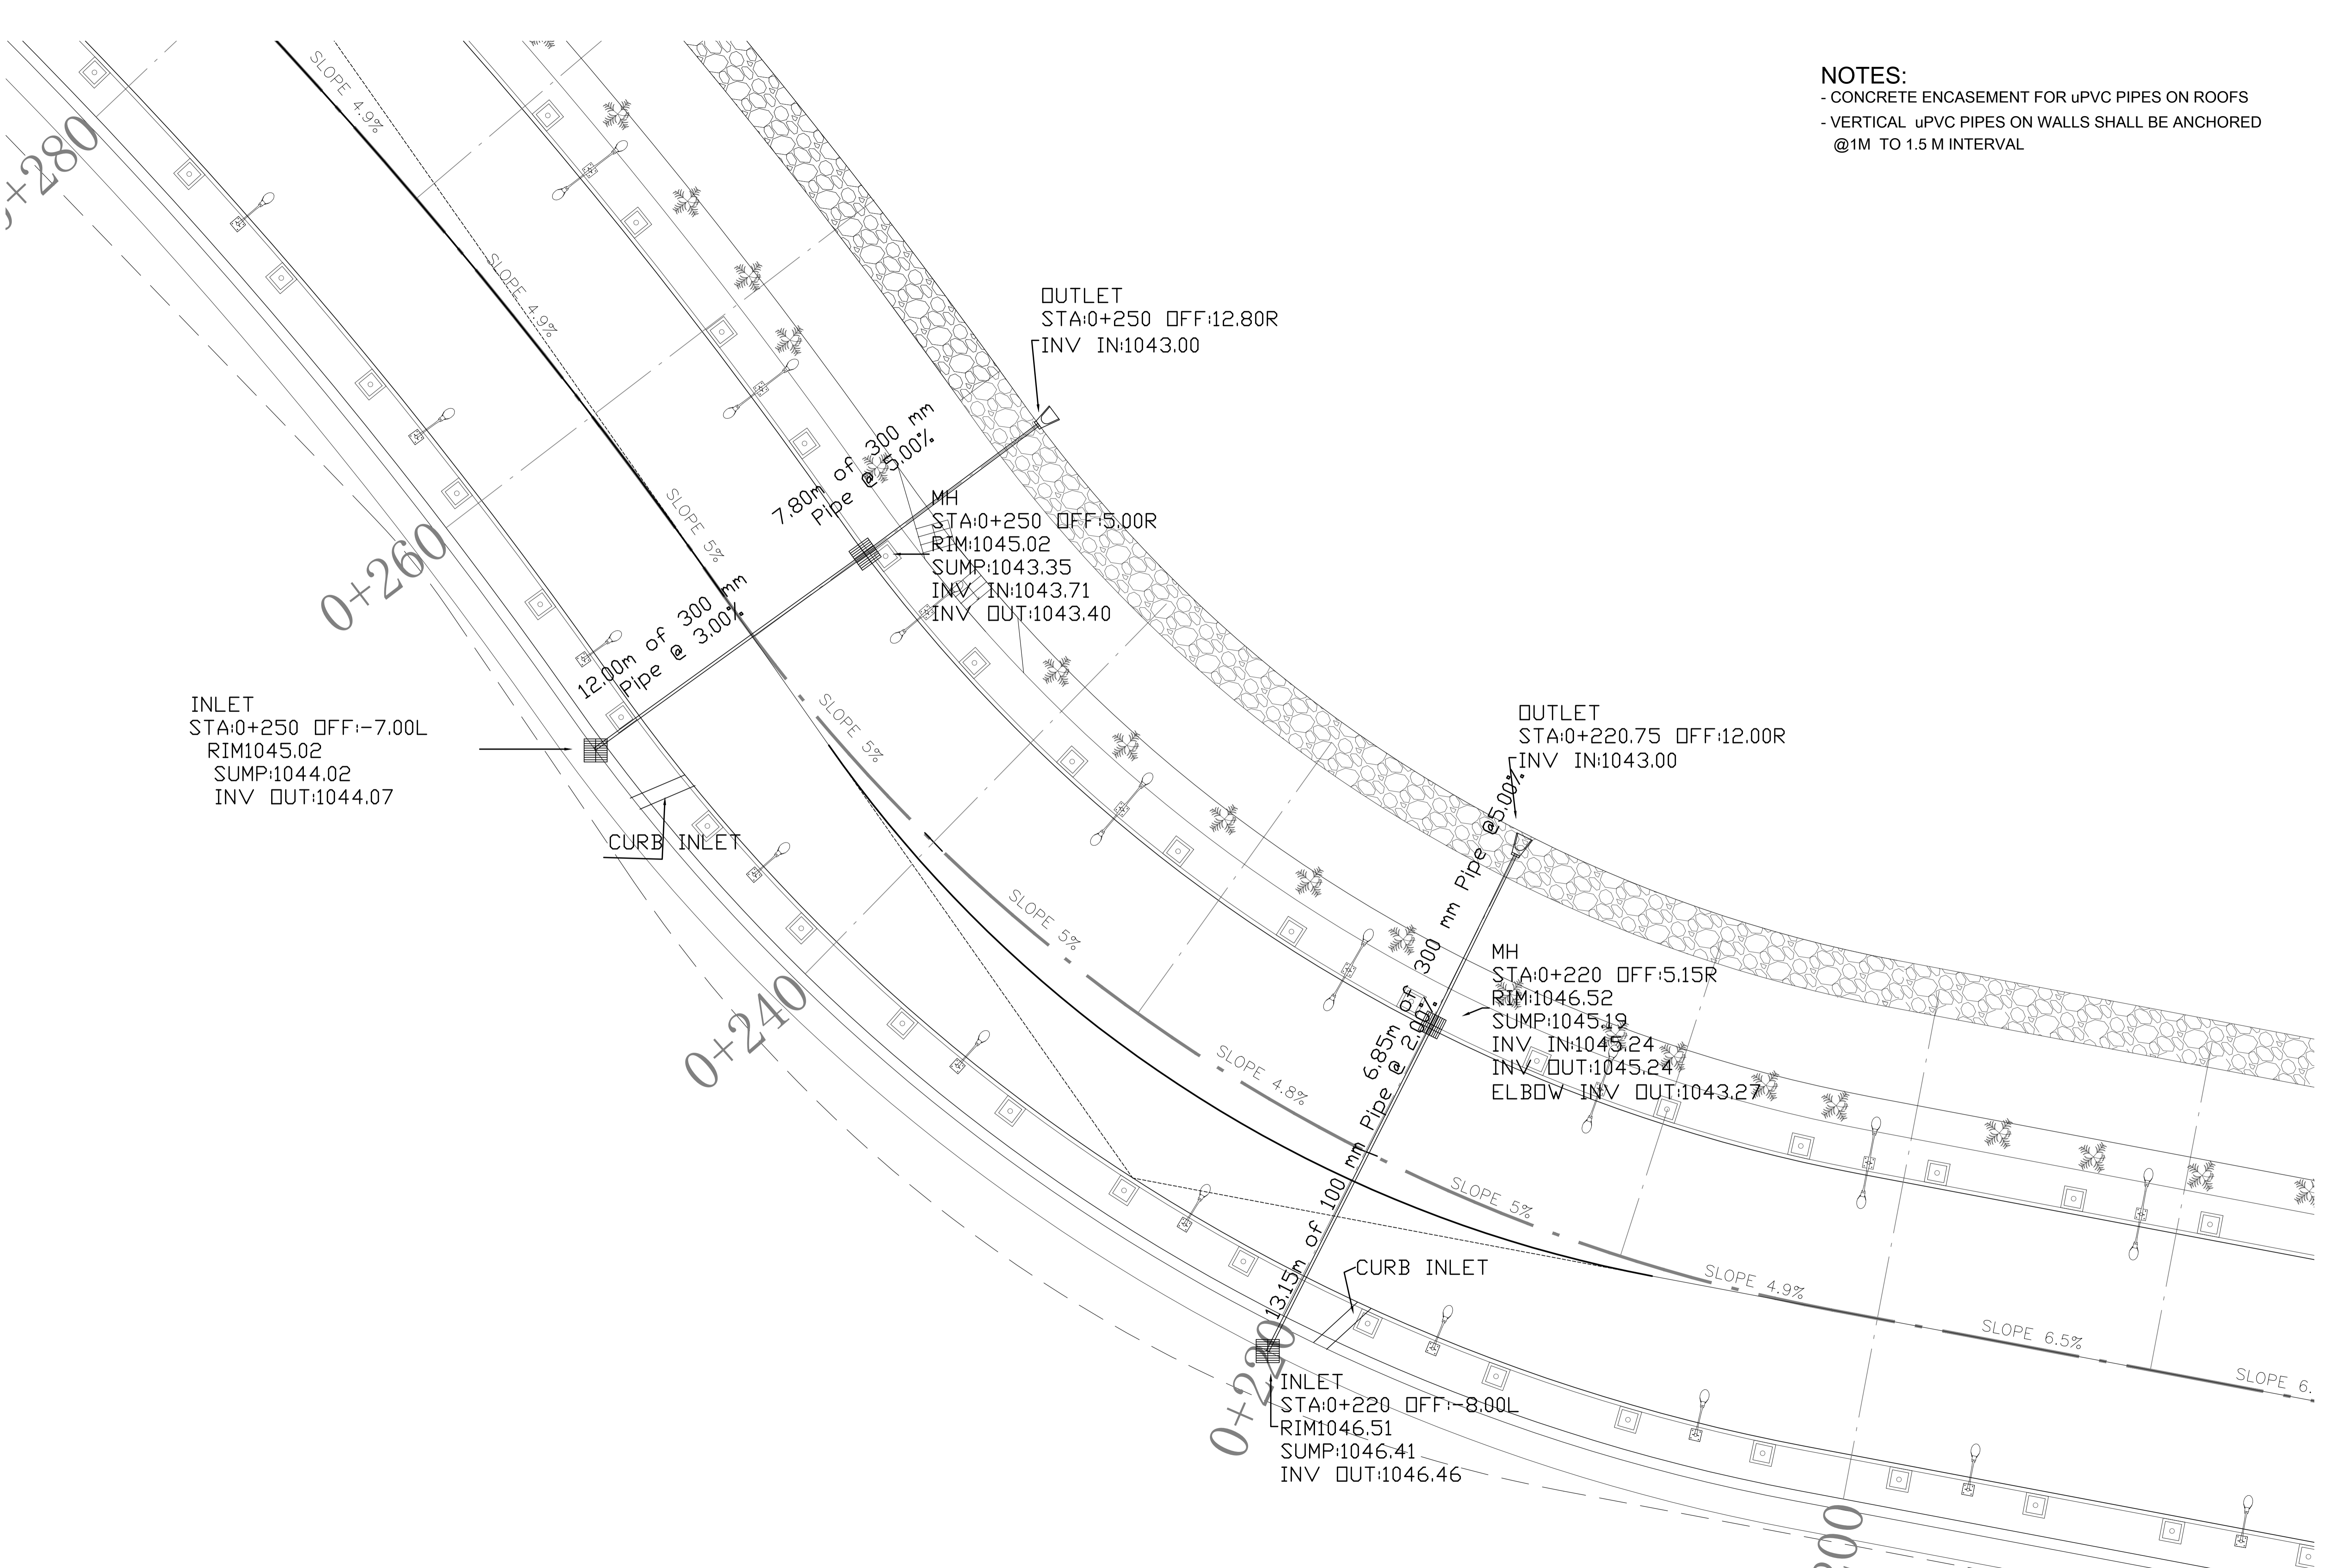 NOTES:
- CONCRETE ENCASEMENT FOR uPVC PIPES ON ROOFS
- VERTICAL uPVC PIPES ON WALLS SHALL BE ANCHORED
@1M TO 1.5 M INTERVAL
SLOPE 4.9%
0+280
SLOPE 4.9%
OUTLET
STA:0+250 OFF:12.80R
INV IN:1043.00
7.80m of 300 mm
Pipe @ 5.00%
SLOPE 5%
MH
STA:0+250 OFF:5.00R
RIM:1045.02
SUMP:1043.35
INV IN:1043.71
INV OUT:1043.40
0+260
12.00m of 300 mm
Pipe @ 3.00%
INLET
STA:0+250 OFF:-7.00L
RIM1045.02
SUMP:1044.02
INV OUT:1044.07
CURB INLET
SLOPE 5%
OUTLET
STA:0+220.75 OFF:12.00R
INV IN:1043.00
6.85m of 300 mm Pipe @5.00%
SLOPE 5%
MH
STA:0+220 OFF:5.15R
RIM:1046.52
SUMP:1045.19
INV IN:1045.24
INV OUT:1045.24
ELBOW INV OUT:1043.27
0+240
SLOPE 4.8%
13.15m of 100 mm Pipe @ 2.00%
SLOPE 5%
CURB INLET
SLOPE 4.9%
SLOPE 6.5%
SLOPE 6.
0+220
INLET
STA:0+220 OFF:-8.00L
RIM1046.51
SUMP:1046.41
INV OUT:1046.46
200